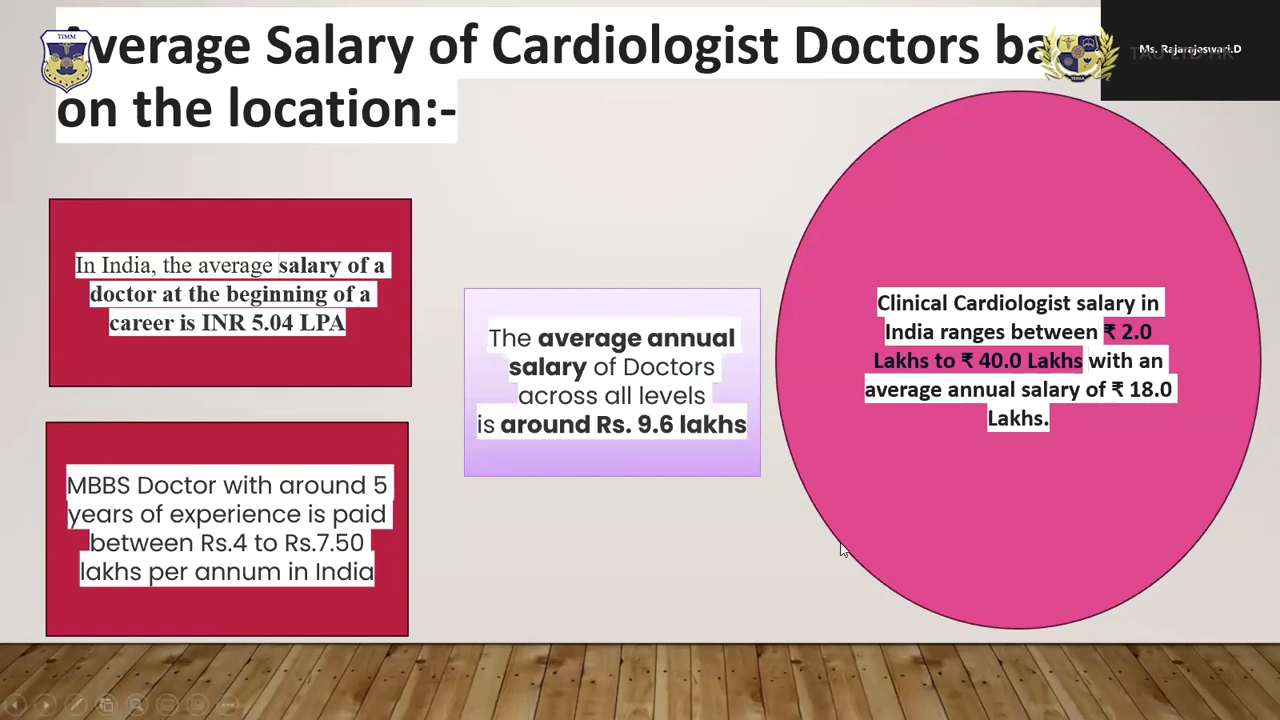 Average Salary of Cardiologist Doctors ba
on the location:-
TIMM
Ms. Rajarajeswari.D
In India, the average salary of a
doctor at the beginning of a
career is INR 5.04 LPA
MBBS Doctor with around 5
years of experience is paid
between Rs.4 to Rs.7.50
lakhs per annum in India
The average annual
salary of Doctors
across all levels
is around Rs. 9.6 lakhs
Clinical Cardiologist salary in
India ranges between ₹ 2.0
Lakhs to ₹ 40.0 Lakhs with an
average annual salary of ₹ 18.0
Lakhs.